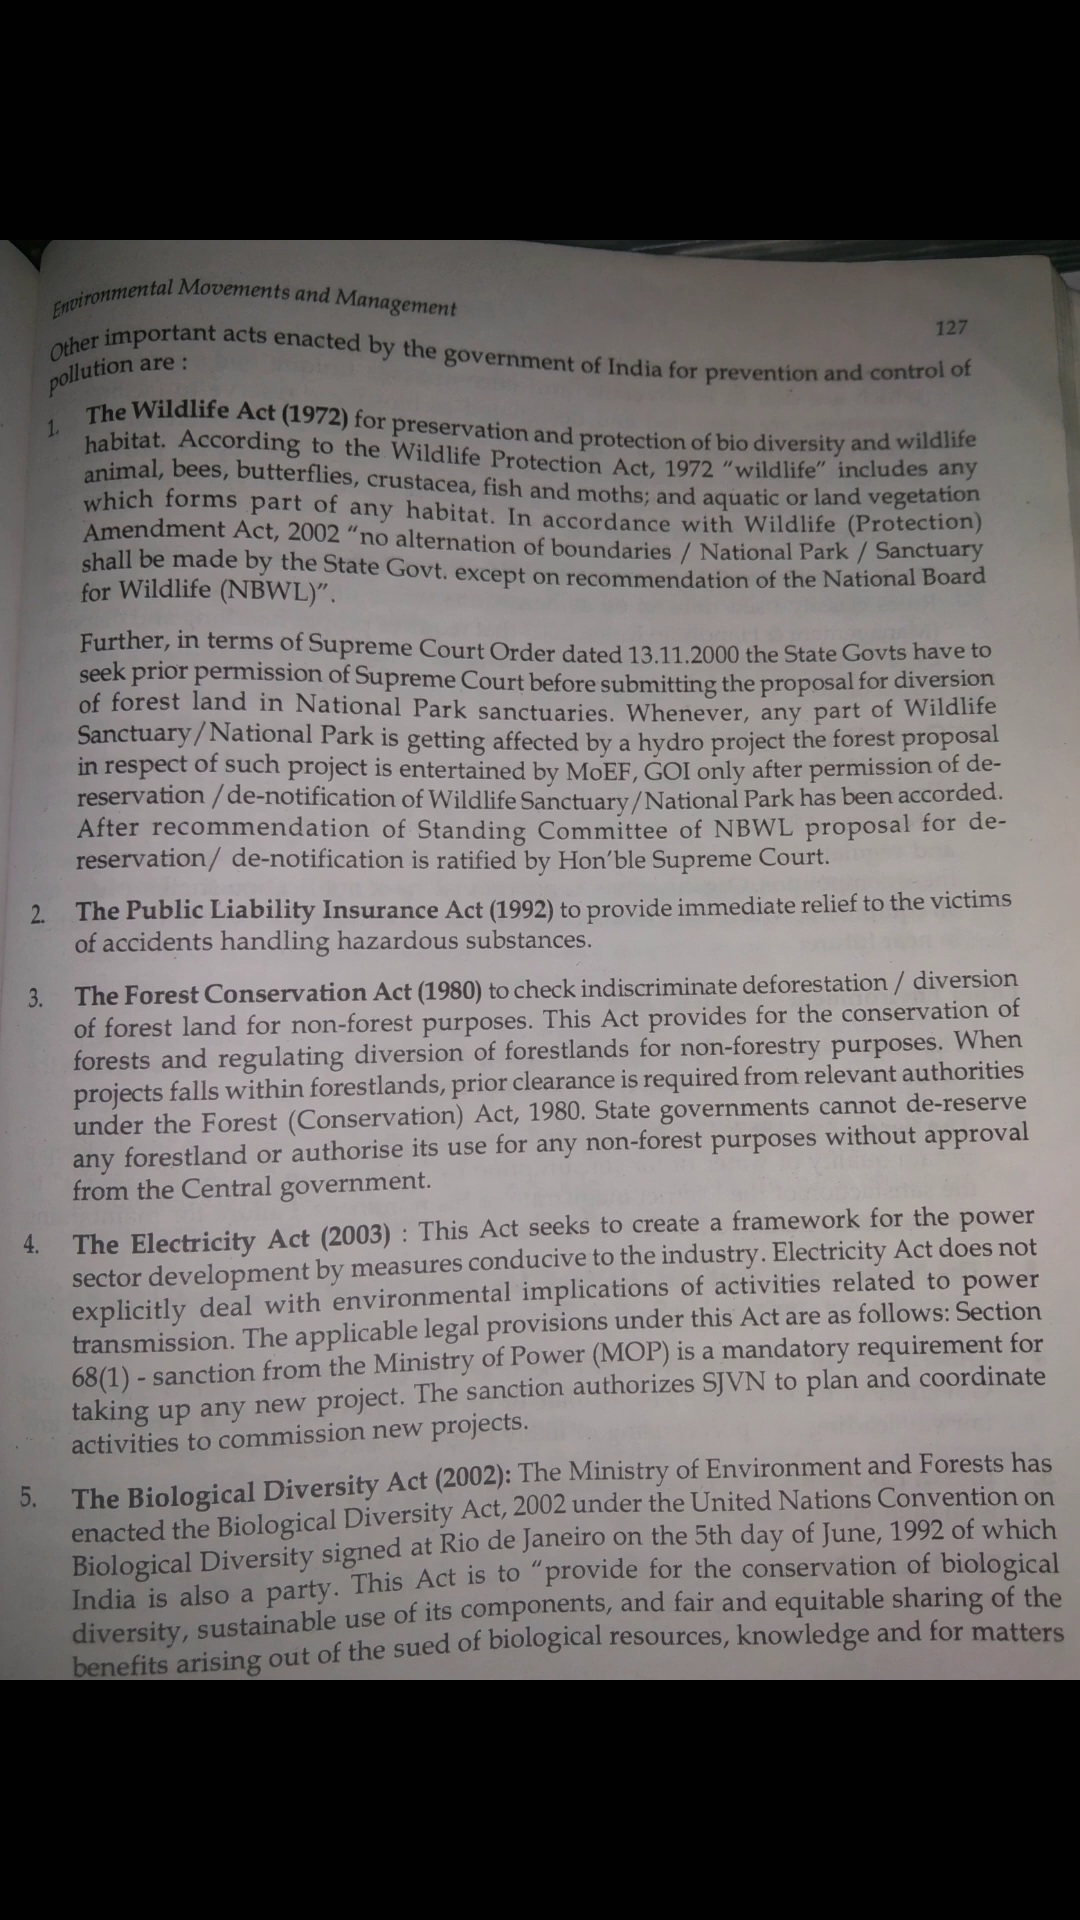 Environmental Movements and Management
127
Other important acts enacted by the government of India for prevention and control of
pollution are :
1. The Wildlife Act (1972) for preservation and protection of bio diversity and wildlife
habitat. According to the Wildlife Protection Act, 1972 "wildlife" includes any
animal, bees, butterflies, crustacea, fish and moths; and aquatic or land vegetation
which forms part of any habitat. In accordance with Wildlife (Protection)
Amendment Act, 2002 "no alternation of boundaries / National Park / Sanctuary
shall be made by the State Govt. except on recommendation of the National Board
for Wildlife (NBWL)".
Further, in terms of Supreme Court Order dated 13.11.2000 the State Govts have to
seek prior permission of Supreme Court before submitting the proposal for diversion
of forest land in National Park sanctuaries. Whenever, any part of Wildlife
Sanctuary/National Park is getting affected by a hydro project the forest proposal
in respect of such project is entertained by MoEF, GOI only after permission of de-
reservation /de-notification of Wildlife Sanctuary/National Park has been accorded.
After recommendation of Standing Committee of NBWL proposal for de-
reservation/ de-notification is ratified by Hon'ble Supreme Court.
2. The Public Liability Insurance Act (1992) to provide immediate relief to the victims
of accidents handling hazardous substances.
3. The Forest Conservation Act (1980) to check indiscriminate deforestation / diversion
of forest land for non-forest purposes. This Act provides for the conservation of
forests and regulating diversion of forestlands for non-forestry purposes. When
projects falls within forestlands, prior clearance is required from relevant authorities
under the Forest (Conservation) Act, 1980. State governments cannot de-reserve
any forestland or authorise its use for any non-forest purposes without approval
from the Central government.
4. The Electricity Act (2003) : This Act seeks to create a framework for the power
sector development by measures conducive to the industry. Electricity Act does not
explicitly deal with environmental implications of activities related to power
transmission. The applicable legal provisions under this Act are as follows: Section
68(1) - sanction from the Ministry of Power (MOP) is a mandatory requirement for
taking up any new project. The sanction authorizes SJVN to plan and coordinate
activities to commission new projects.
5. The Biological Diversity Act (2002): The Ministry of Environment and Forests has
enacted the Biological Diversity Act, 2002 under the United Nations Convention on
Biological Diversity signed at Rio de Janeiro on the 5th day of June, 1992 of which
India is also a party. This Act is to "provide for the conservation of biological
diversity, sustainable use of its components, and fair and equitable sharing of the
benefits arising out of the sued of biological resources, knowledge and for matters